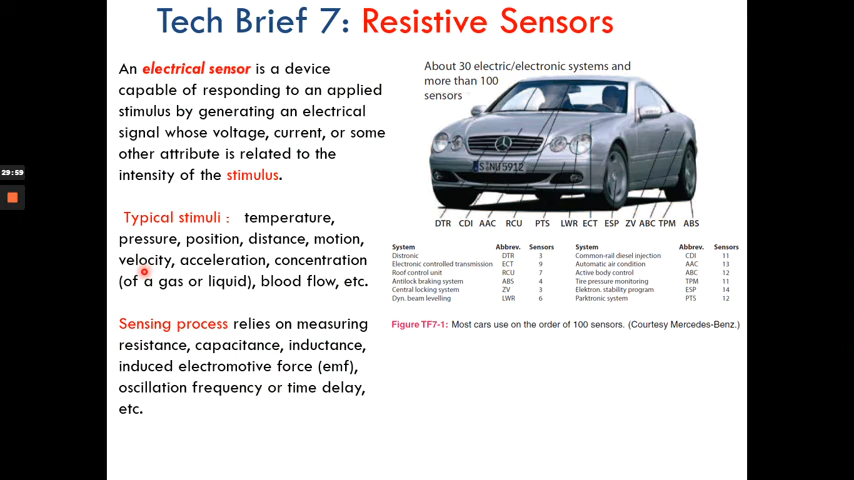 Tech Brief 7: Resistive Sensors
An electrical sensor is a device
capable of responding to an applied
stimulus by generating an electrical
signal whose voltage, current, or some
other attribute is related to the
intensity of the stimulus.
Typical stimuli : temperature,
pressure, position, distance, motion,
velocity, acceleration, concentration
(of a gas or liquid), blood flow, etc.
Sensing process relies on measuring
resistance, capacitance, inductance,
induced electromotive force (emf),
oscillation frequency or time delay,
etc.
29:59
About 30 electric/electronic systems and
more than 100
sensors
DTR CDI AAC RCU PTS LWR ECT ESP ZV ABC TPM ABS
System Abbrev. Sensors System Abbrev. Sensors
Distronic DTR 3 Common-rail diesel injection CDI 11
Electronic controlled transmission ECT 9 Automatic air condition AAC 13
Roof control unit RCU 7 Active body control ABC 12
Antilock braking system ABS 4 Tire pressure monitoring TPM 11
Central locking system ZV 3 Elektron. stability program ESP 14
Dyn. beam levelling LWR 6 Parktronic system PTS 12
Figure TF7-1: Most cars use on the order of 100 sensors. (Courtesy Mercedes-Benz.)